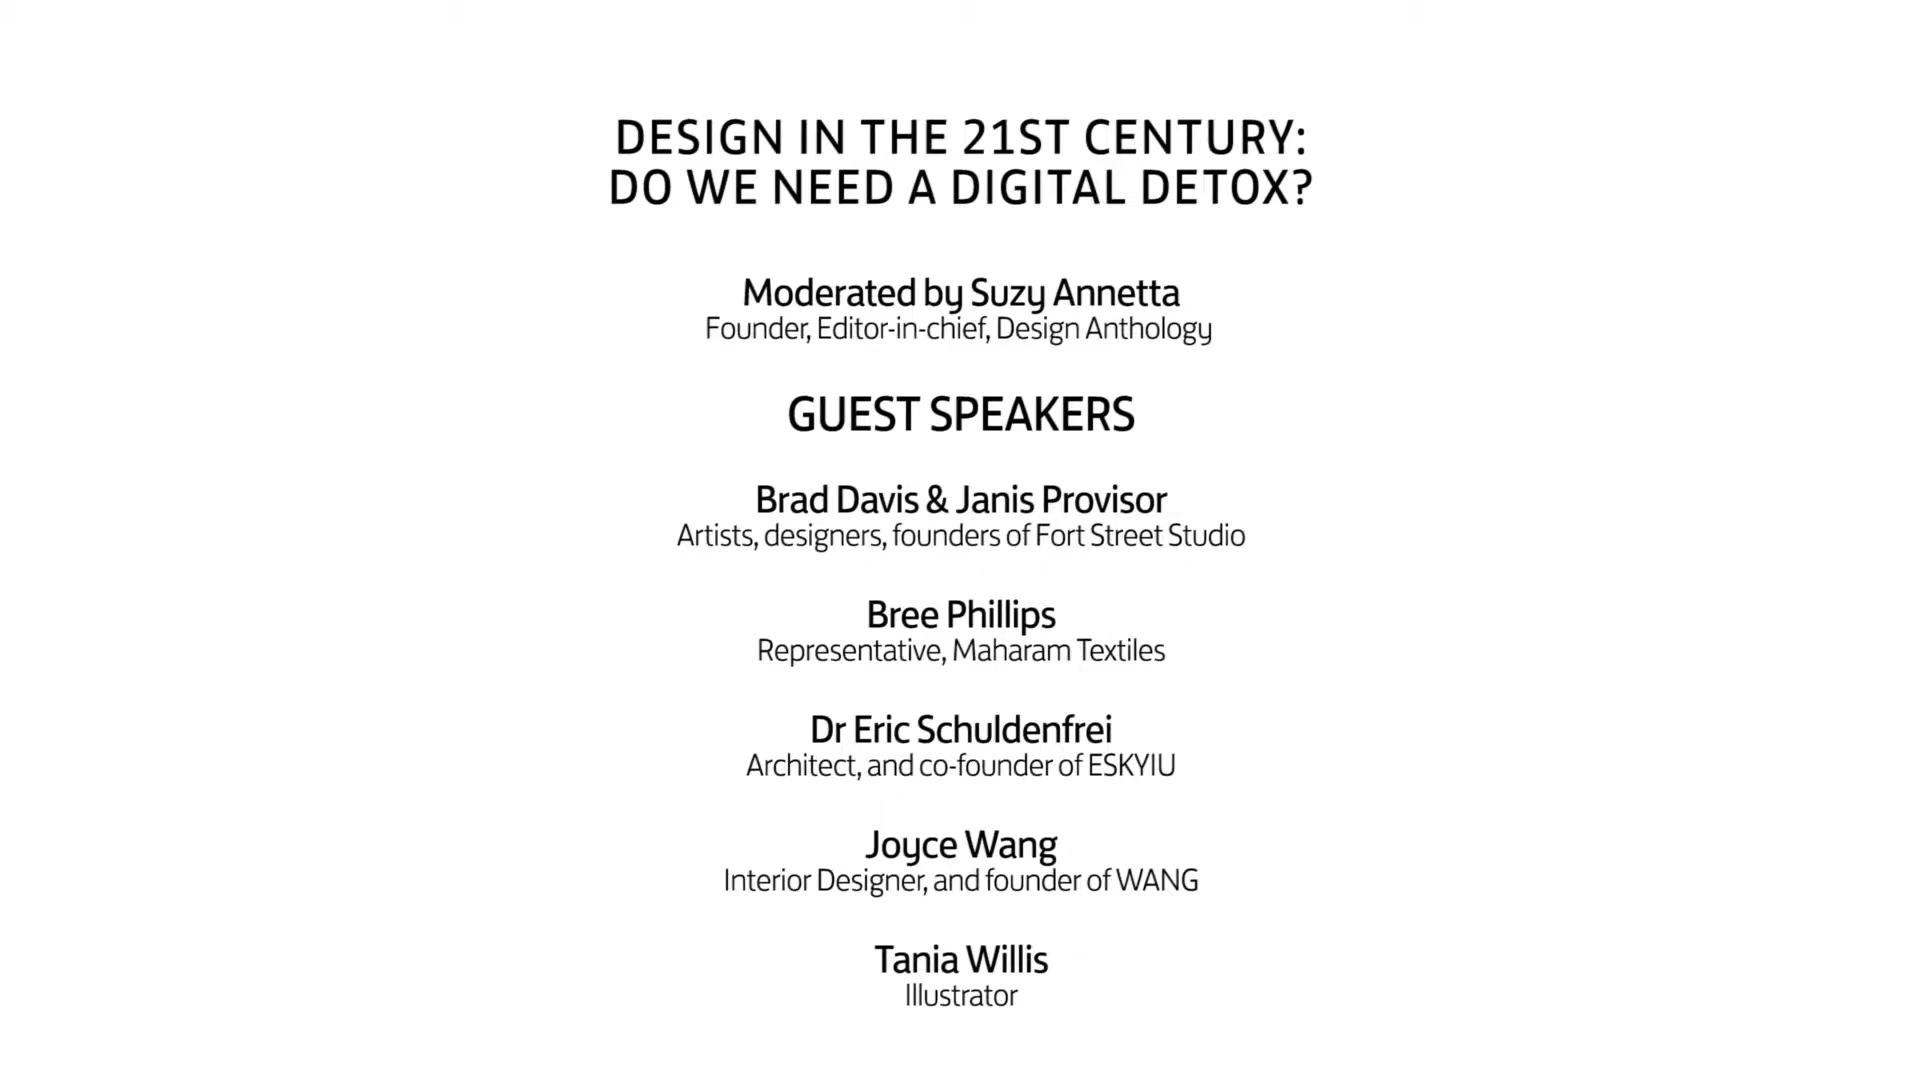 DESIGN IN THE 21ST CENTURY:
DO WE NEED A DIGITAL DETOX?
Moderated by Suzy Annetta
Founder, Editor-in-chief, Design Anthology
GUEST SPEAKERS
Brad Davis & Janis Provisor
Artists, designers, founders of Fort Street Studio
Bree Phillips
Representative, Maharam Textiles
Dr Eric Schuldenfrei
Architect, and co-founder of ESKYIU
Joyce Wang
Interior Designer, and founder of WANG
Tania Willis
Illustrator